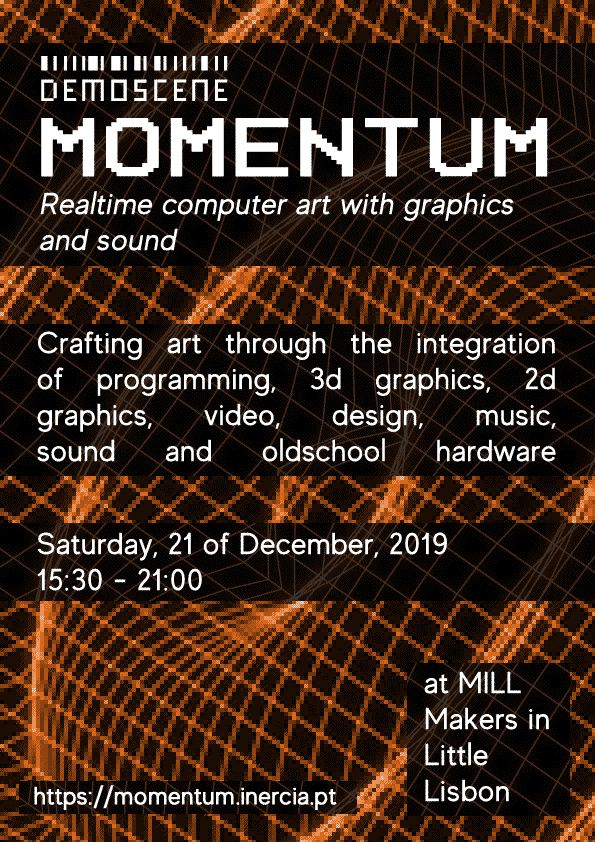 DEMOSCENE
MOMENTUM
Realtime computer art with graphics
and sound
Crafting art through the integration
of programming, 3d graphics, 2d
graphics, video, design, music,
sound and oldschool hardware
Saturday, 21 of December, 2019
15:30 - 21:00
at MILL
Makers in
Little
Lisbon
https://momentum.inercia.pt